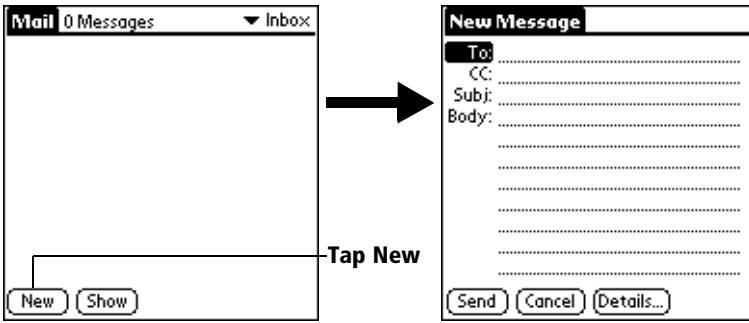 Mail 0 Messages Inbox
New Show
Tap New
New Message
To:
CC:
Subj:
Body:
Send Cancel Details...